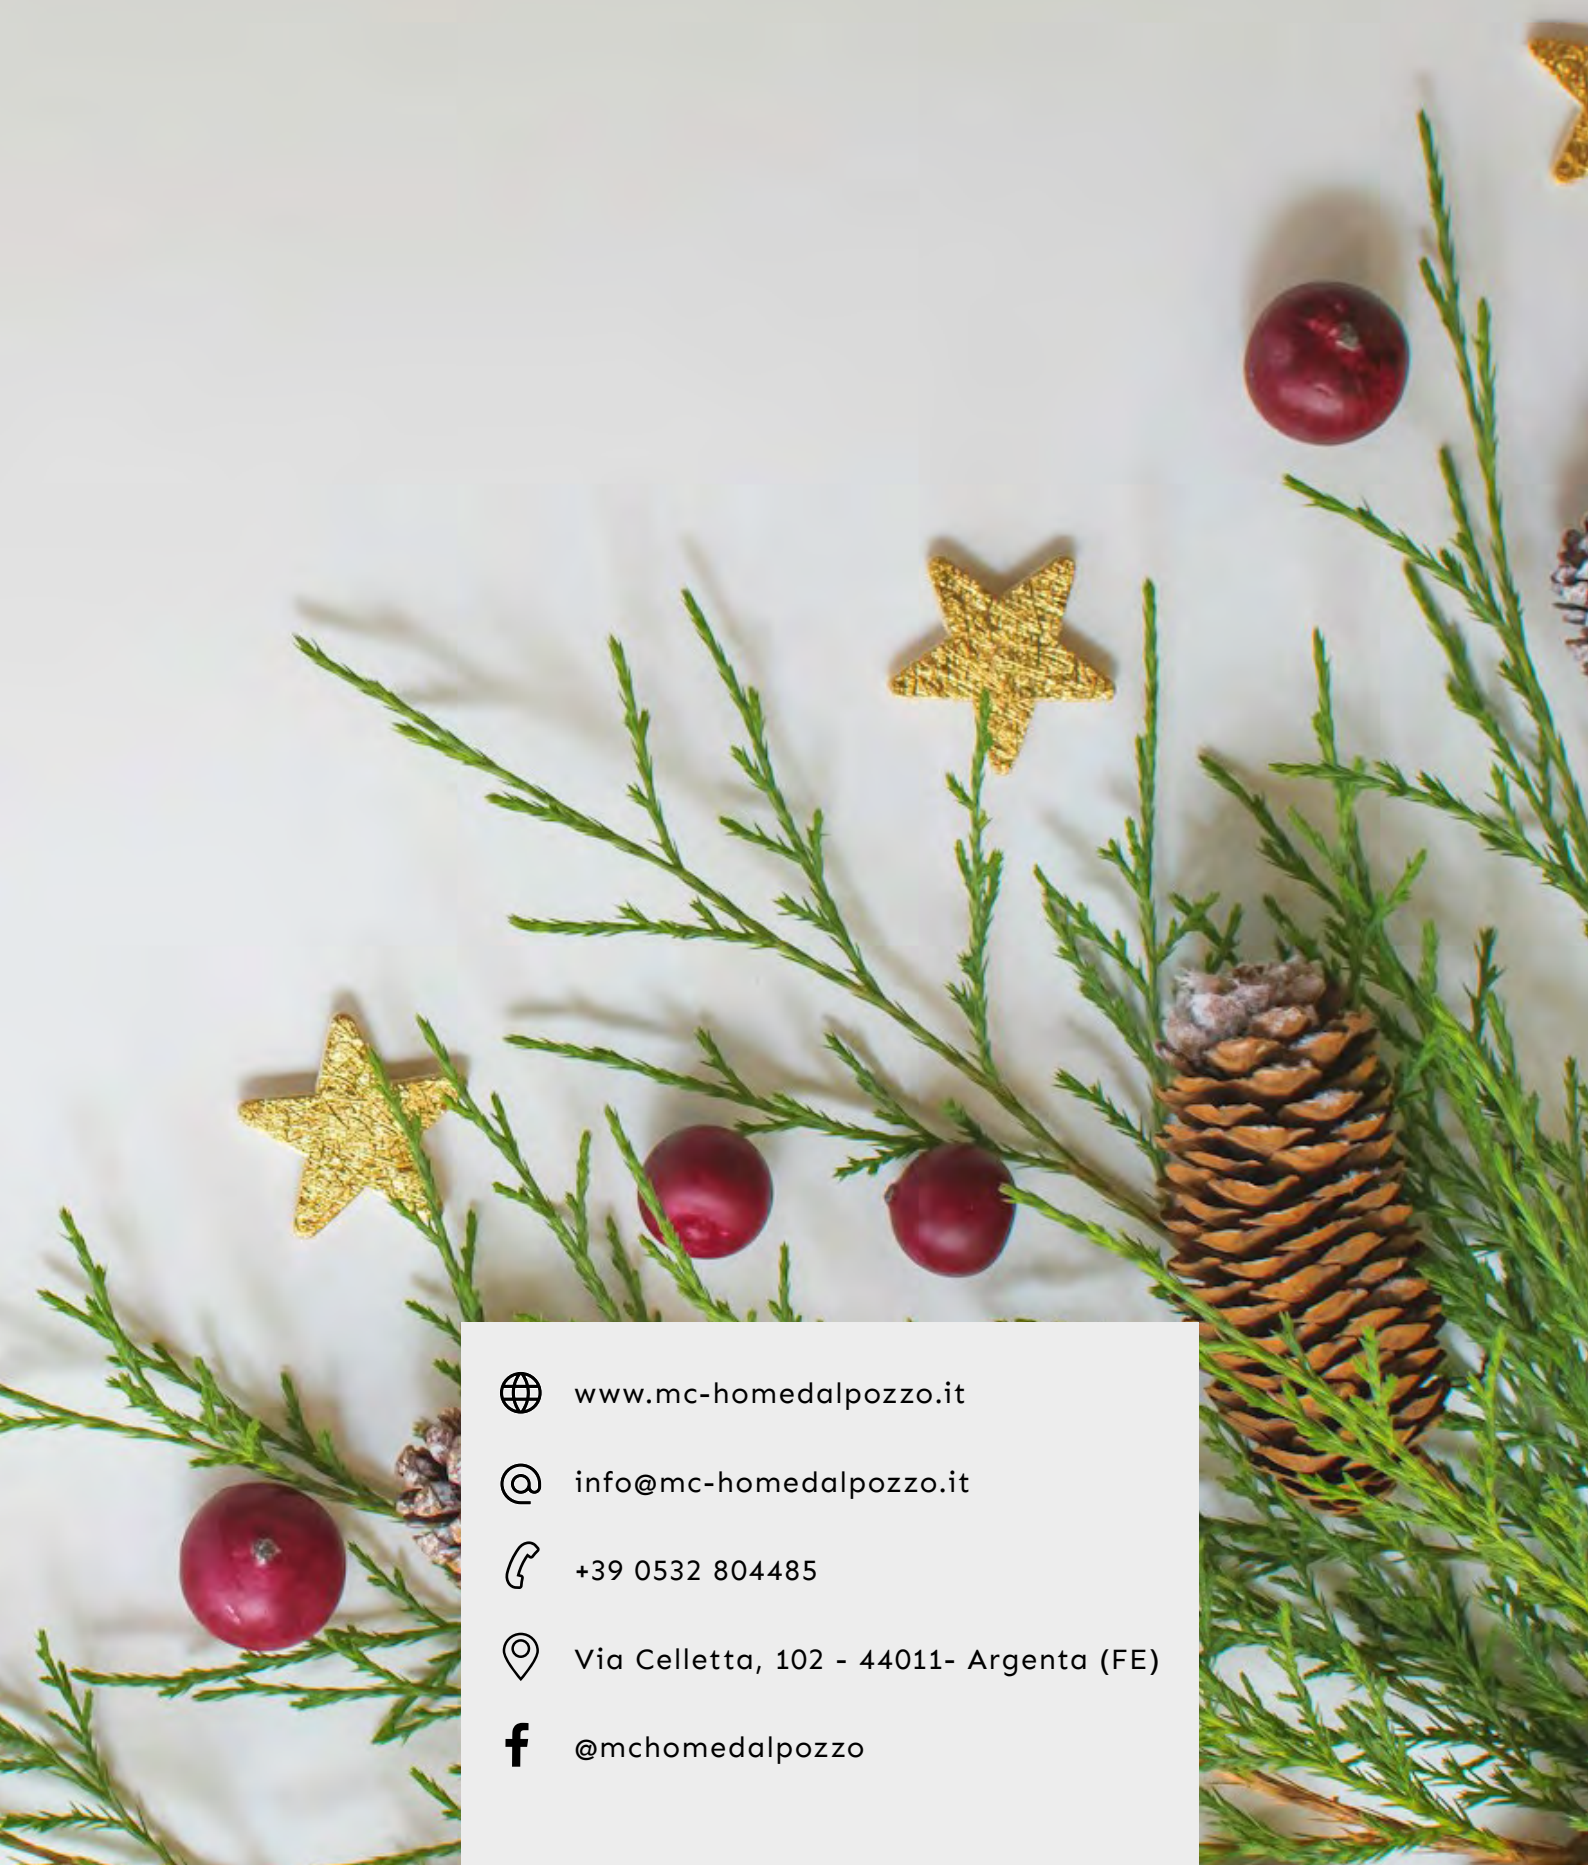 www.mc-homedalpozzo.it
info@mc-homedalpozzo.it
+39 0532 804485
Via Celletta, 102 - 44011- Argenta (FE)
@mchomedalpozzo